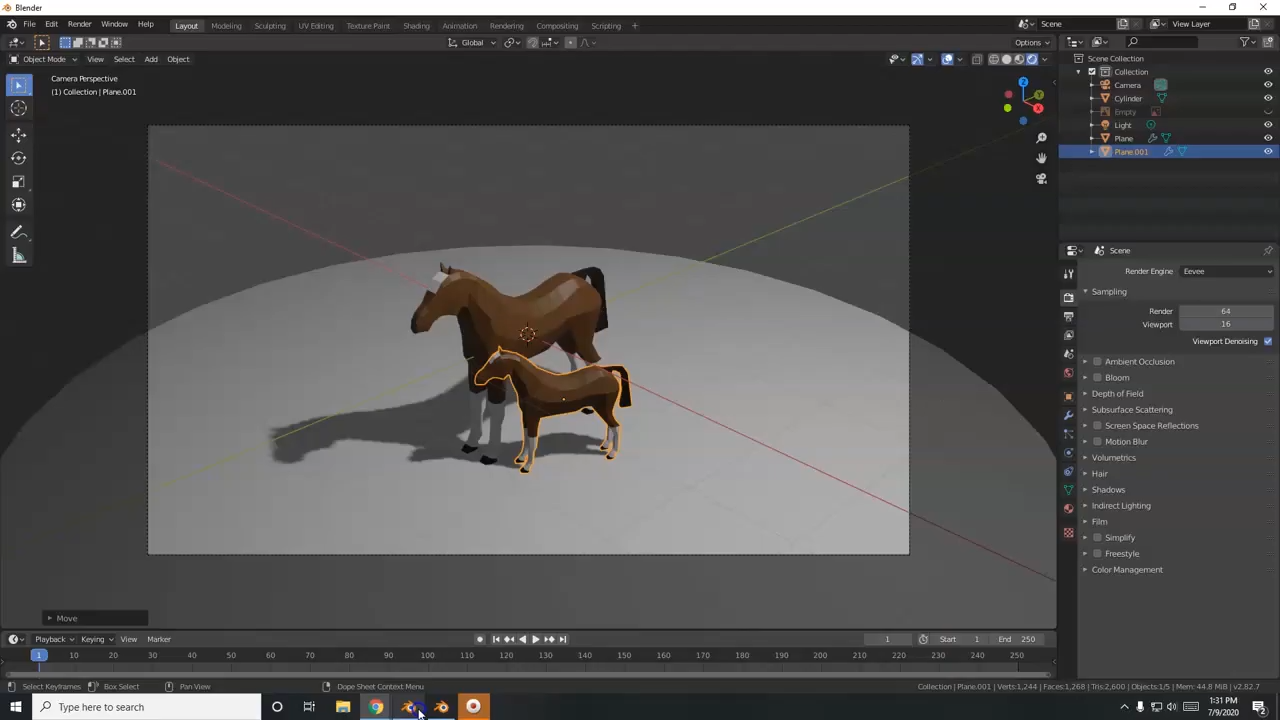 Blender
File Edit Render Window Help Layout Modeling Sculpting UV Editing Texture Paint Shading Animation Rendering Compositing Scripting + Scene View Layer
Global Options
Object Mode View Select Add Object
Camera Perspective
(1) Collection | Plane.001
Z
Y
X
Move
Scene Collection
Collection
Camera
Cylinder
Empty
Light
Plane
Plane.001
Scene
Render Engine Eevee
Sampling
Render 64
Viewport 16
Viewport Denoising
Ambient Occlusion
Bloom
Depth of Field
Subsurface Scattering
Screen Space Reflections
Motion Blur
Volumetrics
Hair
Shadows
Indirect Lighting
Film
Simplify
Freestyle
Color Management
Playback Keying View Marker 1 Start 1 End 250
1 10 20 30 40 50 60 70 80 90 100 110 120 130 140 150 160 170 180 190 200 210 220 230 240 250
Select Keyframes Box Select Pan View Dope Sheet Context Menu Collection | Plane.001 | Verts:1,244 | Faces:1,268 | Tris:2,600 | Objects:1/5 | Mem: 44.8 MiB | v2.82.7
Type here to search
1:31 PM
7/9/2020
2